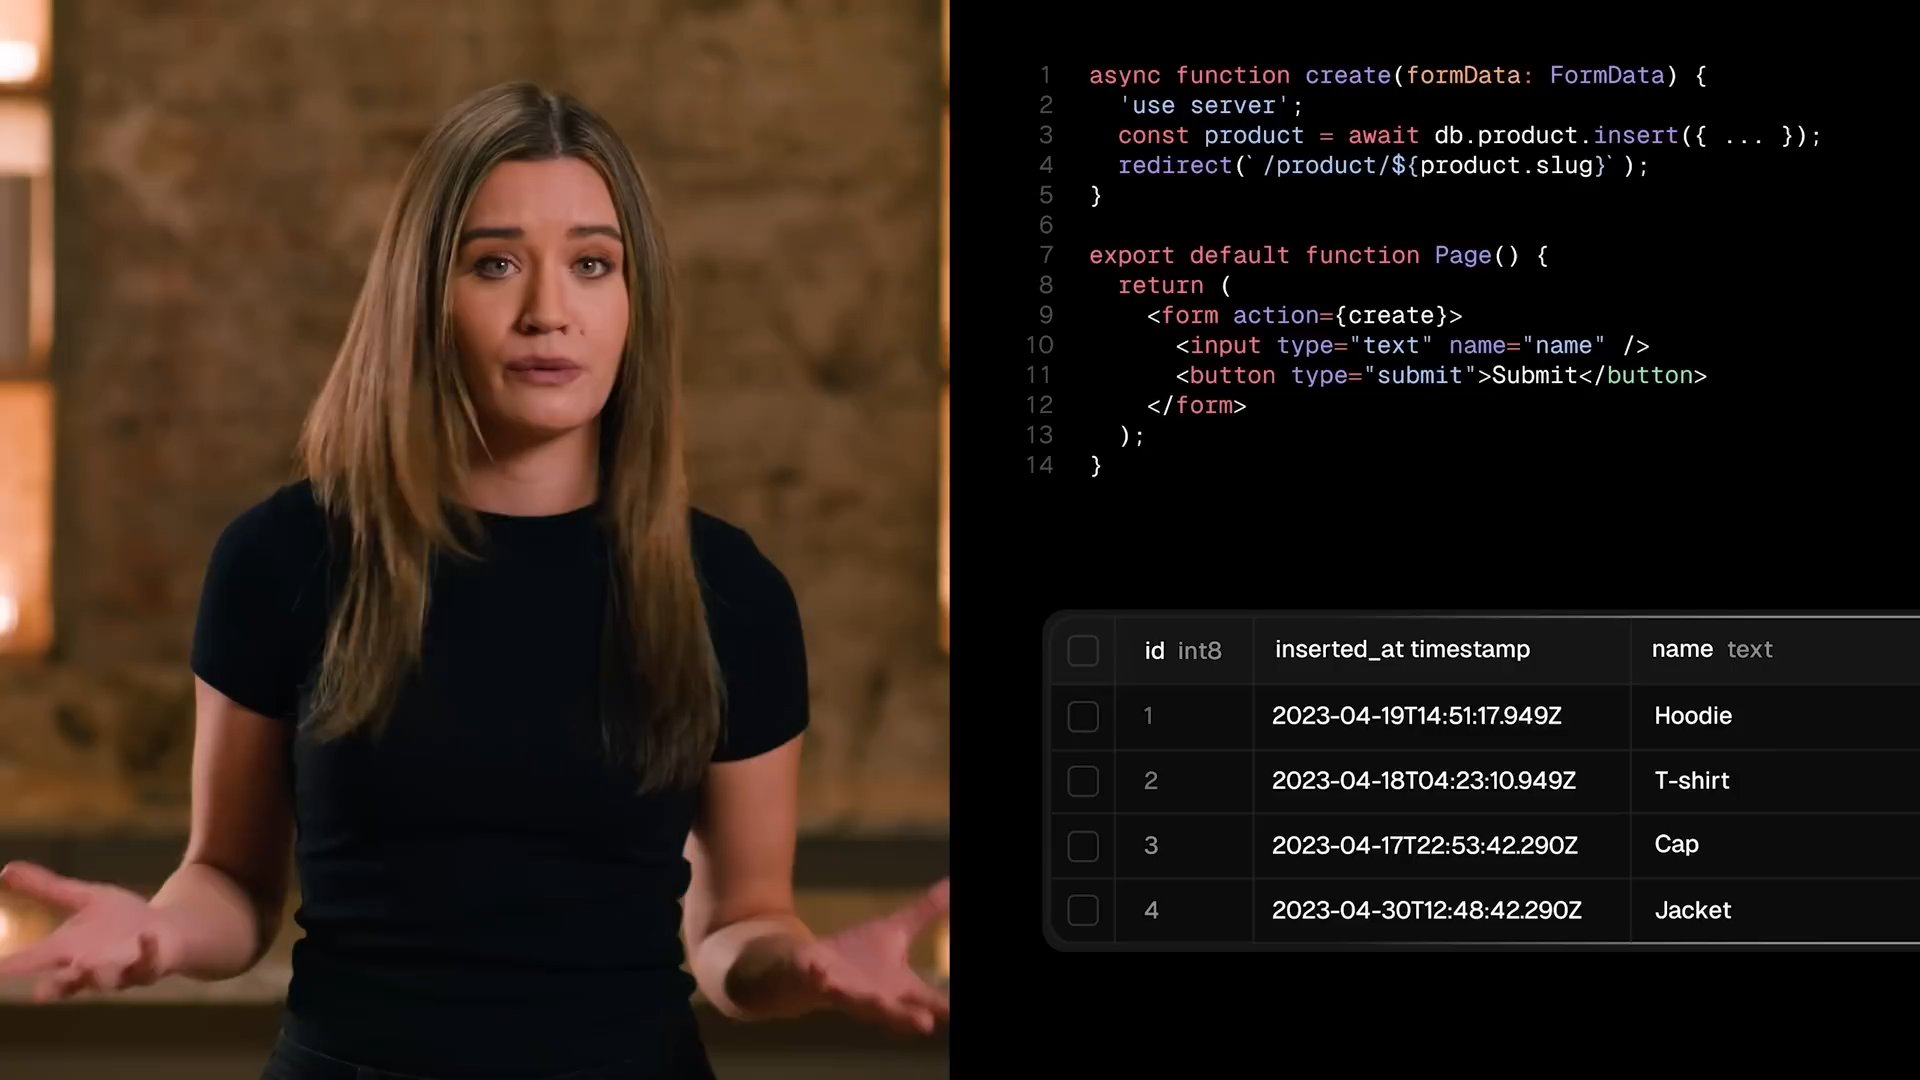 1 async function create(formData: FormData) {
2 'use server';
3 const product = await db.product.insert({ ... });
4 redirect(`/product/${product.slug}`);
5 }
6
7 export default function Page() {
8 return (
9 <form action={create}>
10 <input type="text" name="name" />
11 <button type="submit">Submit</button>
12 </form>
13 );
14 }
id int8 inserted_at timestamp name text
1 2023-04-19T14:51:17.949Z Hoodie
2 2023-04-18T04:23:10.949Z T-shirt
3 2023-04-17T22:53:42.290Z Cap
4 2023-04-30T12:48:42.290Z Jacket